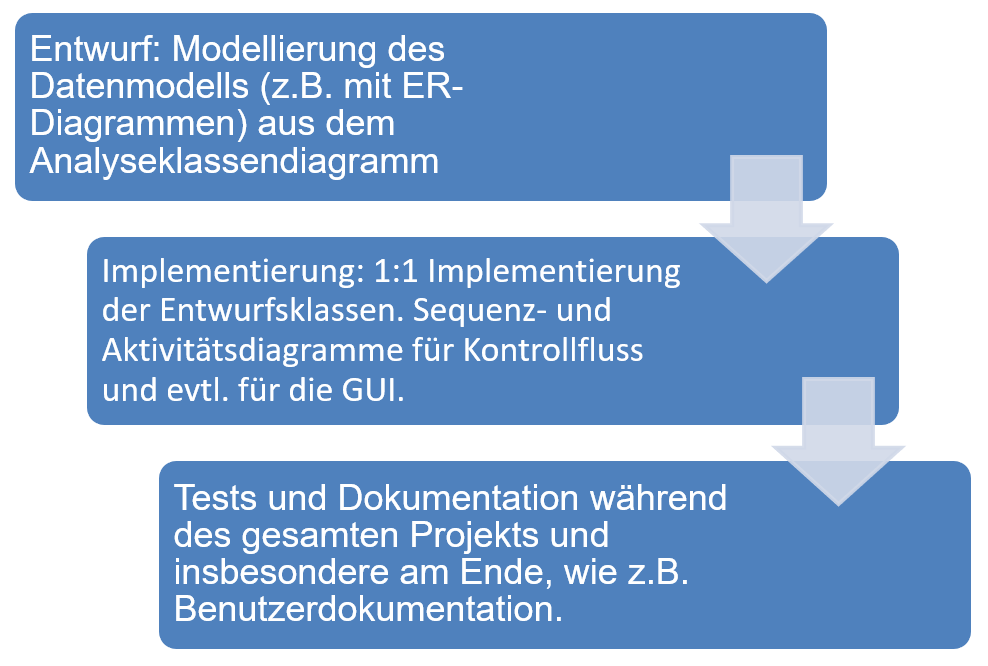 Entwurf: Modellierung des
Datenmodells (z.B. mit ER-
Diagrammen) aus dem
Analyseklassendiagramm
Implementierung: 1:1 Implementierung
der Entwurfsklassen. Sequenz- und
Aktivitätsdiagramme für Kontrollfluss
und evtl. für die GUI.
Tests und Dokumentation während
des gesamten Projekts und
insbesondere am Ende, wie z.B.
Benutzerdokumentation.